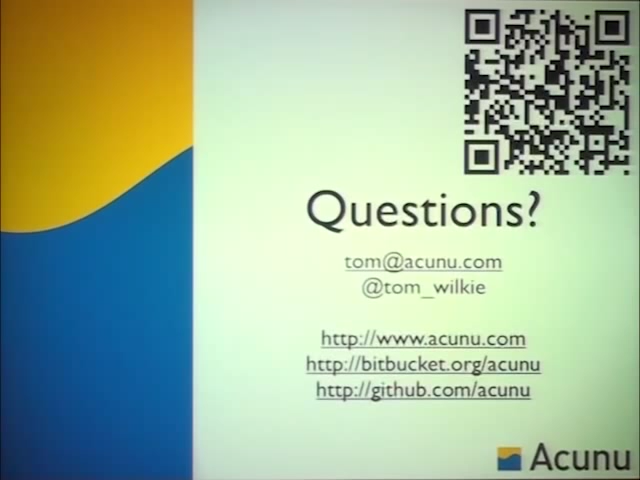 Questions?
tom@acunu.com
@tom_wilkie
http://www.acunu.com
http://bitbucket.org/acunu
http://github.com/acunu
Acunu